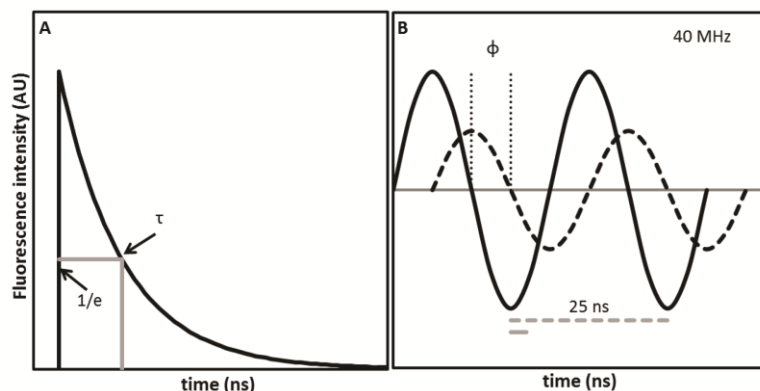 A
Fluorescence intensity (AU)
τ
1/e
time (ns)
B
ϕ
40 MHz
25 ns
time (ns)